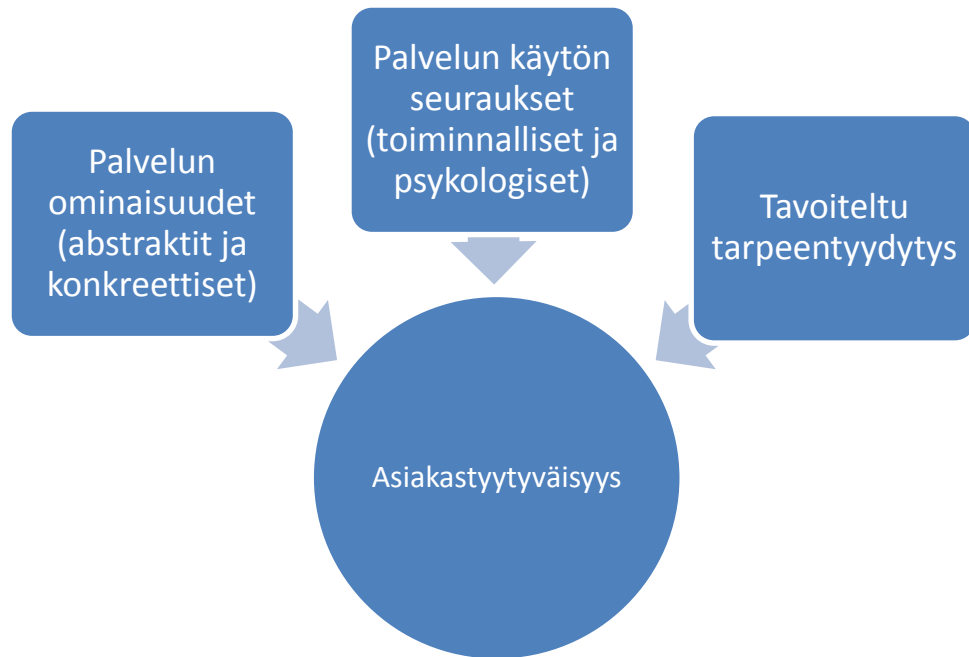 Palvelun
ominaisuudet
(abstraktit ja
konkreettiset)
Palvelun käytön
seuraukset
(toiminnalliset ja
psykologiset)
Tavoiteltu
tarpeentyydytys
Asiakastyytyväisyys